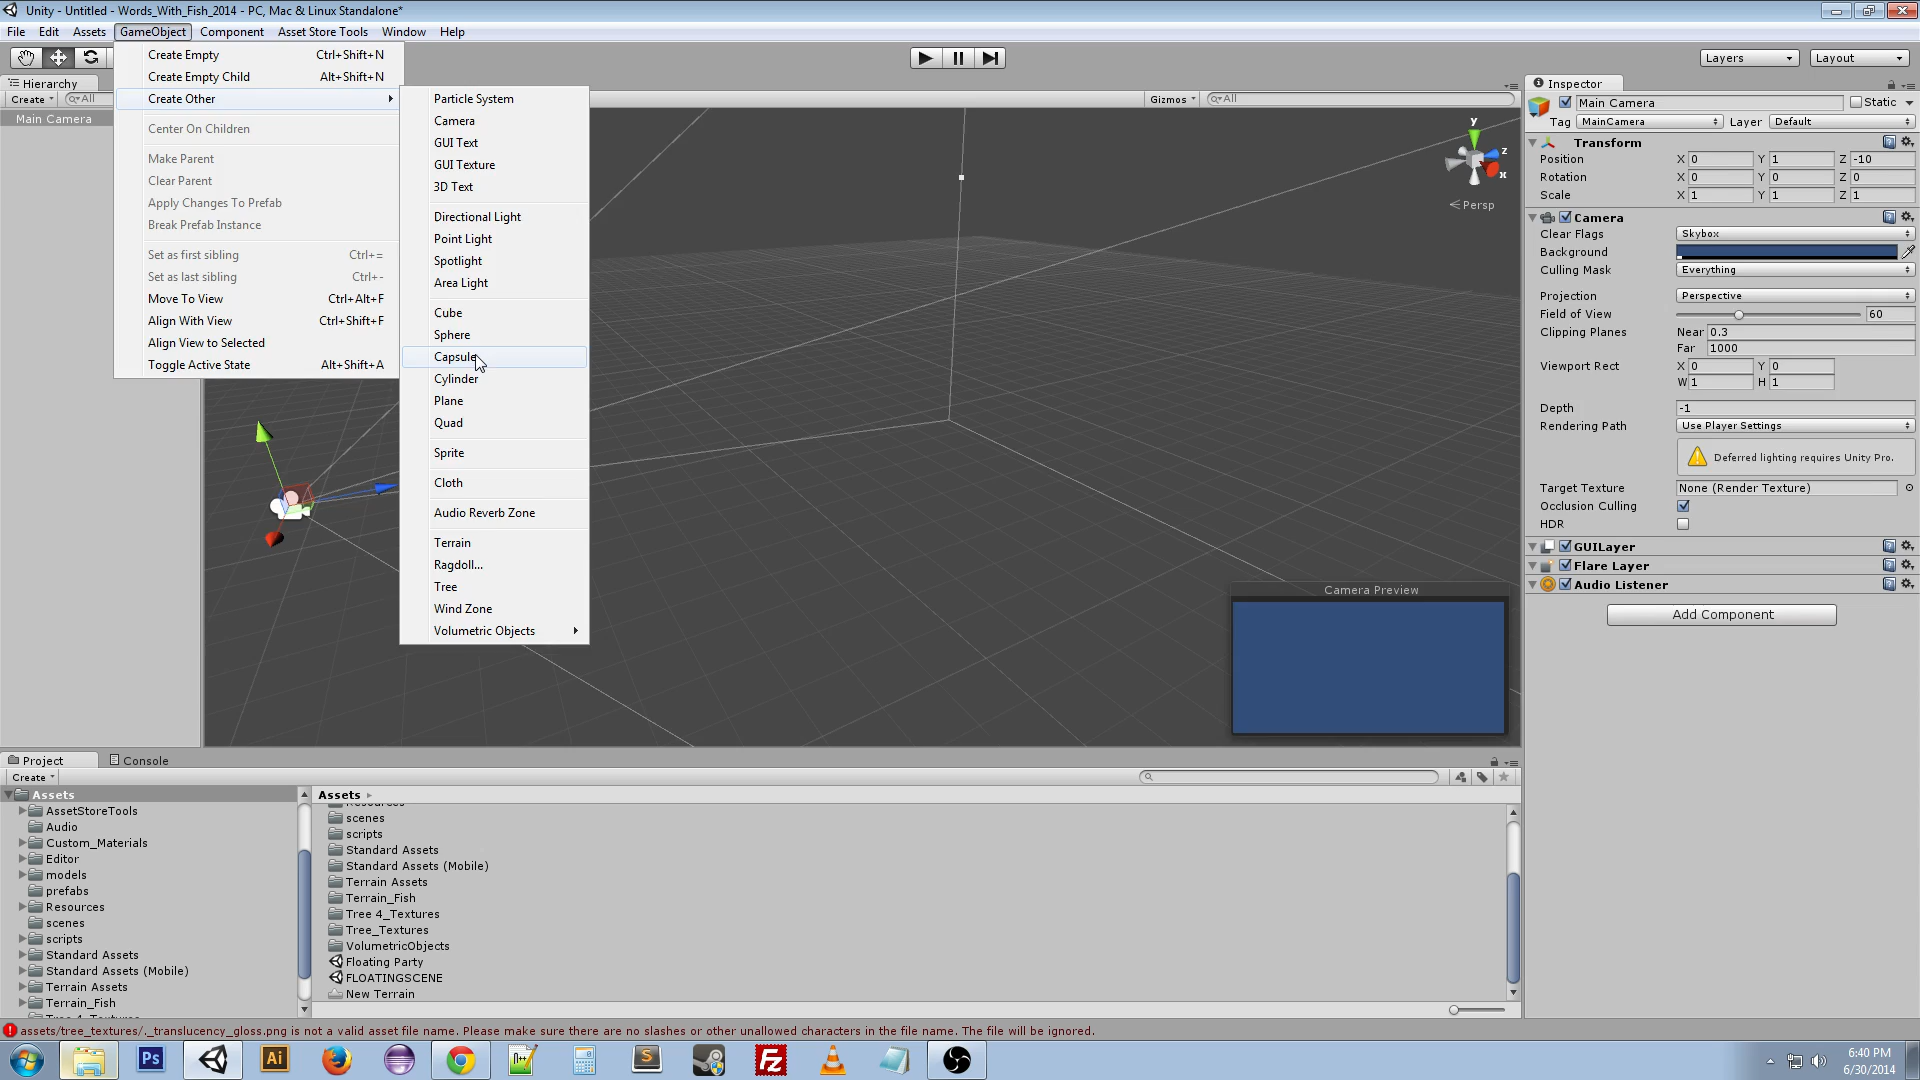 Unity - Untitled - Words_With_Fish_2014 - PC, Mac & Linux Standalone*
File Edit Assets GameObject Component Asset Store Tools Window Help
Create Empty Ctrl+Shift+N
Create Empty Child Alt+Shift+N
Create Other
Center On Children
Make Parent
Clear Parent
Apply Changes To Prefab
Break Prefab Instance
Set as first sibling Ctrl+=
Set as last sibling Ctrl+-
Move To View Ctrl+Alt+F
Align With View Ctrl+Shift+F
Align View to Selected
Toggle Active State Alt+Shift+A
Particle System
Camera
GUI Text
GUI Texture
3D Text
Directional Light
Point Light
Spotlight
Area Light
Cube
Sphere
Capsule
Cylinder
Plane
Quad
Sprite
Cloth
Audio Reverb Zone
Terrain
Ragdoll...
Tree
Wind Zone
Volumetric Objects
Layers Layout
Hierarchy
Create All
Main Camera
Gizmos All
y
z
x
Persp
Camera Preview
Inspector
Main Camera Static
Tag MainCamera Layer Default
Transform
Position X 0 Y 1 Z -10
Rotation X 0 Y 0 Z 0
Scale X 1 Y 1 Z 1
Camera
Clear Flags Skybox
Background
Culling Mask Everything
Projection Perspective
Field of View 60
Clipping Planes Near 0.3
Far 1000
Viewport Rect X 0 Y 0
W 1 H 1
Depth -1
Rendering Path Use Player Settings
Deferred lighting requires Unity Pro.
Target Texture None (Render Texture)
Occlusion Culling
HDR
GUILayer
Flare Layer
Audio Listener
Add Component
Project Console
Create
Assets
AssetStoreTools
Audio
Custom_Materials
Editor
models
prefabs
Resources
scenes
scripts
Standard Assets
Standard Assets (Mobile)
Terrain Assets
Terrain_Fish
Tree 4_Textures
Assets
Resources
scenes
scripts
Standard Assets
Standard Assets (Mobile)
Terrain Assets
Terrain_Fish
Tree 4_Textures
Tree_Textures
VolumetricObjects
Floating Party
FLOATINGSCENE
New Terrain
assets/tree_textures/._translucency_gloss.png is not a valid asset file name. Please make sure there are no slashes or other unallowed characters in the file name. The file will be ignored.
Ps
Ai
S
Fz
6:40 PM
6/30/2014